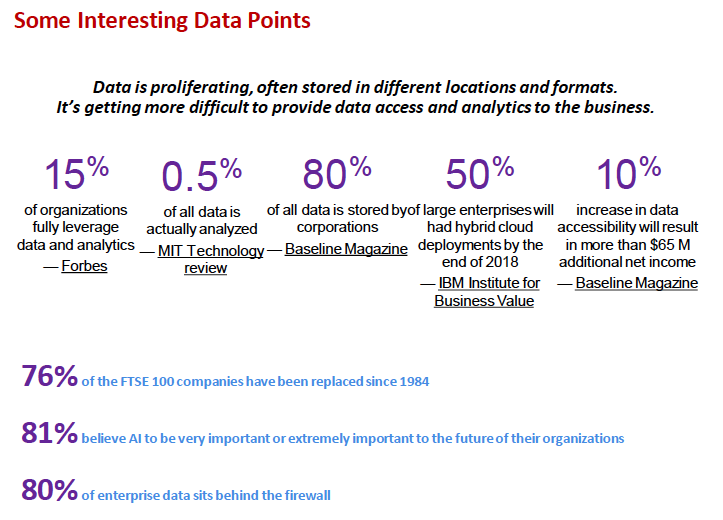 Some Interesting Data Points
Data is proliferating, often stored in different locations and formats.
It's getting more difficult to provide data access and analytics to the business.
15%
of organizations
fully leverage
data and analytics
— Forbes
0.5%
of all data is
actually analyzed
— MIT Technology
review
80%
of all data is stored by
corporations
— Baseline Magazine
50%
of large enterprises will
had hybrid cloud
deployments by the
end of 2018
— IBM Institute for
Business Value
10%
increase in data
accessibility will result
in more than $65 M
additional net income
— Baseline Magazine
76% of the FTSE 100 companies have been replaced since 1984
81% believe AI to be very important or extremely important to the future of their organizations
80% of enterprise data sits behind the firewall